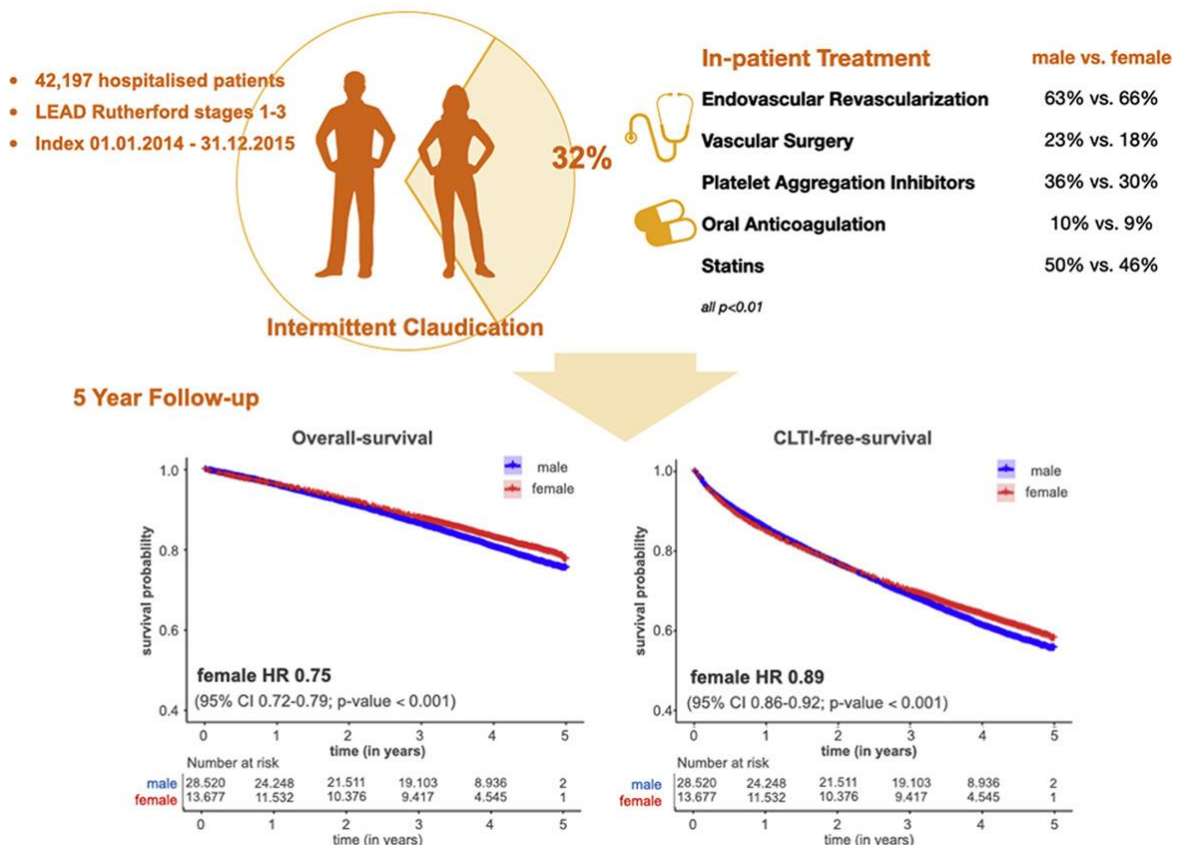 • 42,197 hospitalised patients
• LEAD Rutherford stages 1-3
• Index 01.01.2014 - 31.12.2015
32%
Intermittent Claudication
In-patient Treatment male vs. female
Endovascular Revascularization 63% vs. 66%
Vascular Surgery 23% vs. 18%
Platelet Aggregation Inhibitors 36% vs. 30%
Oral Anticoagulation 10% vs. 9%
Statins 50% vs. 46%
all p<0.01
5 Year Follow-up
Overall-survival
male
female
survival probability
1.0
0.8
0.6
0.4
female HR 0.75
(95% CI 0.72-0.79; p-value < 0.001)
0 1 2 3 4 5
time (in years)
Number at risk
male 28.520 24.248 21.511 19.103 8.936 2
female 13.677 11.532 10.376 9.417 4.545 1
0 1 2 3 4 5
time (in years)
CLTI-free-survival
male
female
survival probability
1.0
0.8
0.6
0.4
female HR 0.89
(95% CI 0.86-0.92; p-value < 0.001)
0 1 2 3 4 5
time (in years)
Number at risk
male 28.520 24.248 21.511 19.103 8.936 2
female 13.677 11.532 10.376 9.417 4.545 1
0 1 2 3 4 5
time (in years)